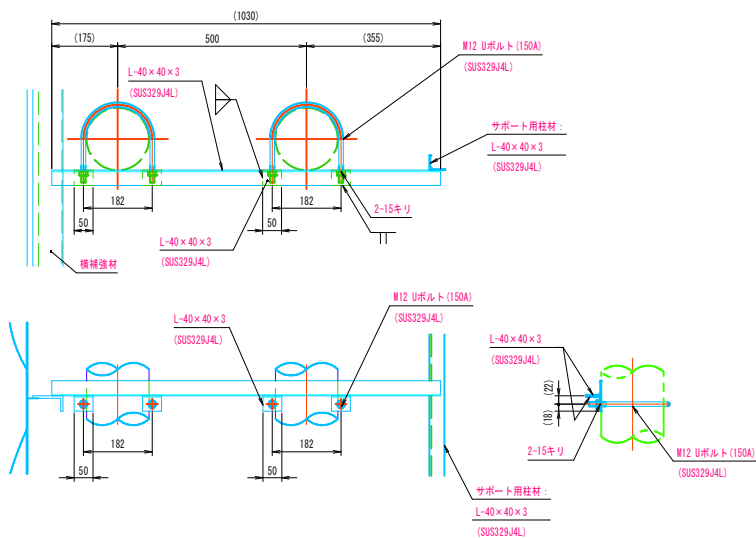 (1030)
(175)
500
(355)
M12 Uボルト(150A)
(SUS329J4L)
L-40×40×3
(SUS329J4L)
サポート用柱材:
L-40×40×3
(SUS329J4L)
182
182
50
50
2-15キリ
L-40×40×3
(SUS329J4L)
横補強材
M12 Uボルト(150A)
(SUS329J4L)
L-40×40×3
(SUS329J4L)
L-40×40×3
(SUS329J4L)
(22)
(18)
182
182
50
50
2-15キリ
M12 Uボルト(150A)
(SUS329J4L)
サポート用柱材:
L-40×40×3
(SUS329J4L)